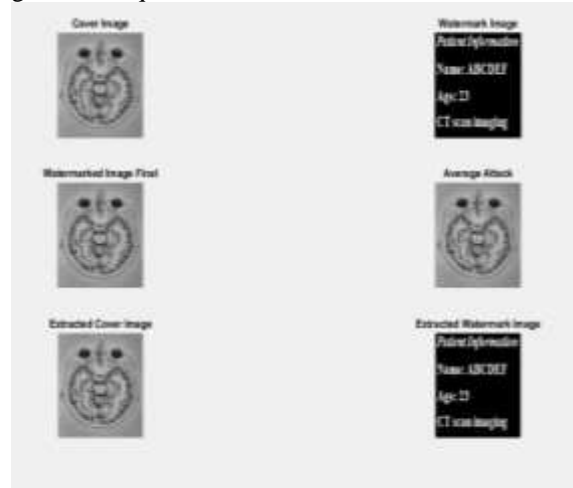 Cover Image
Watermark Image
Patient Information
Name: ABCDEF
Age: 23
CT scan imaging
Watermarked Image Final
Average Attack
Extracted Cover Image
Extracted Watermark Image
Patient Information
Name: ABCDEF
Age: 23
CT scan imaging